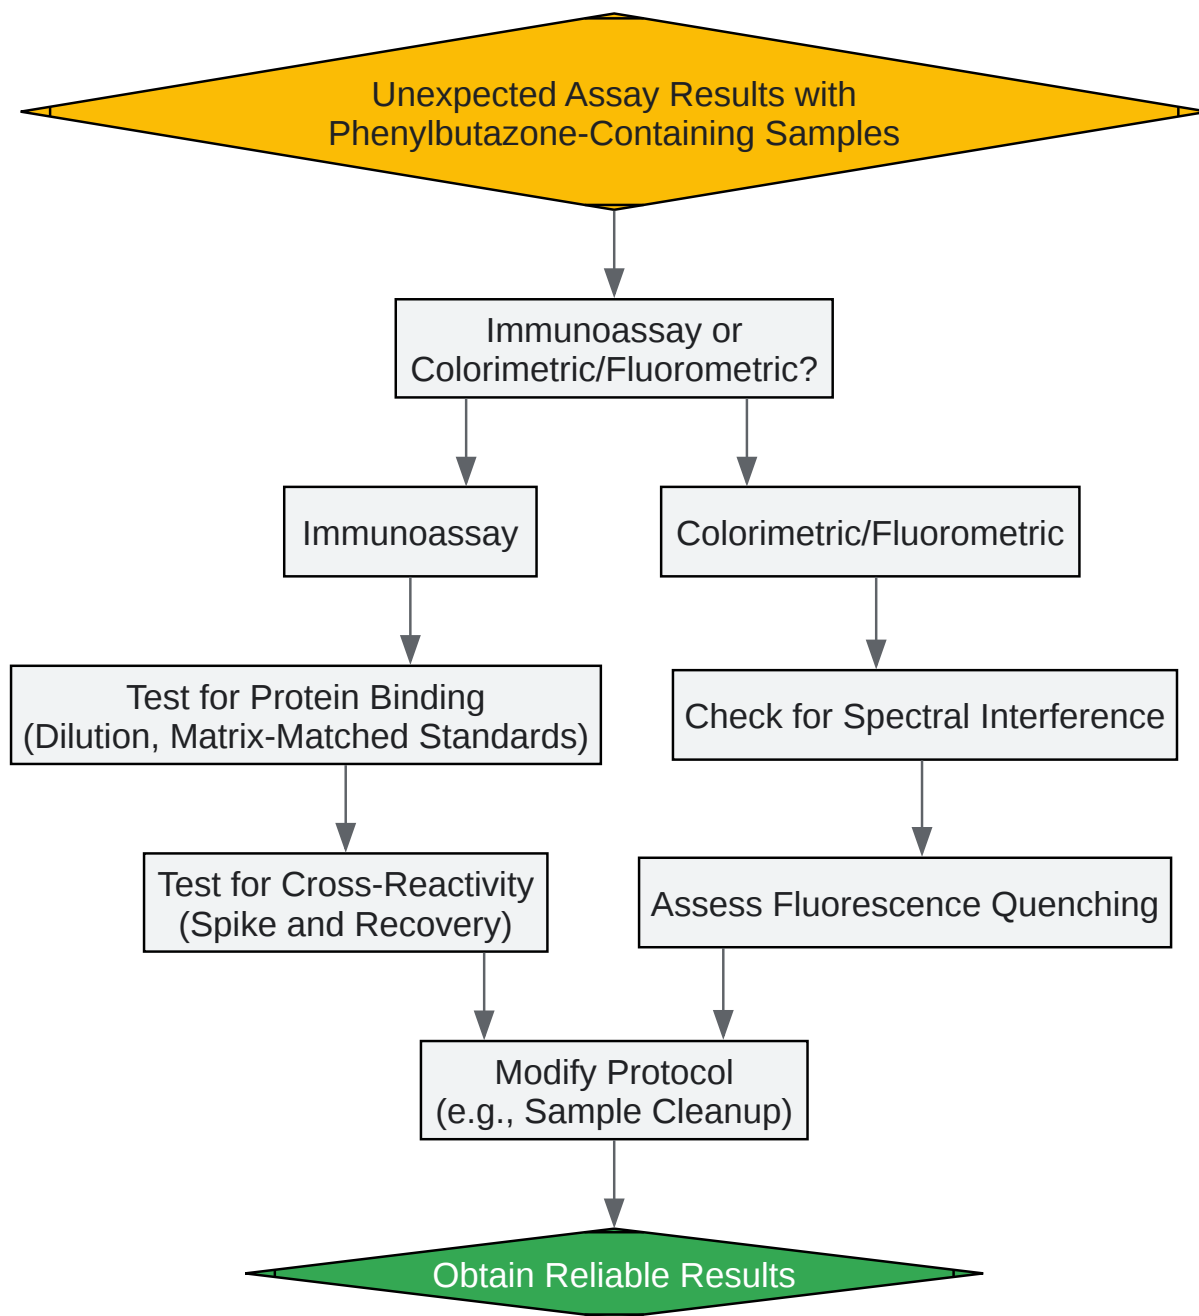 Unexpected Assay Results with
Phenylbutazone-Containing Samples
Immunoassay or
Colorimetric/Fluorometric?
Immunoassay
Colorimetric/Fluorometric
Test for Protein Binding
(Dilution, Matrix-Matched Standards)
Check for Spectral Interference
Test for Cross-Reactivity
(Spike and Recovery)
Assess Fluorescence Quenching
Modify Protocol
(e.g., Sample Cleanup)
Obtain Reliable Results